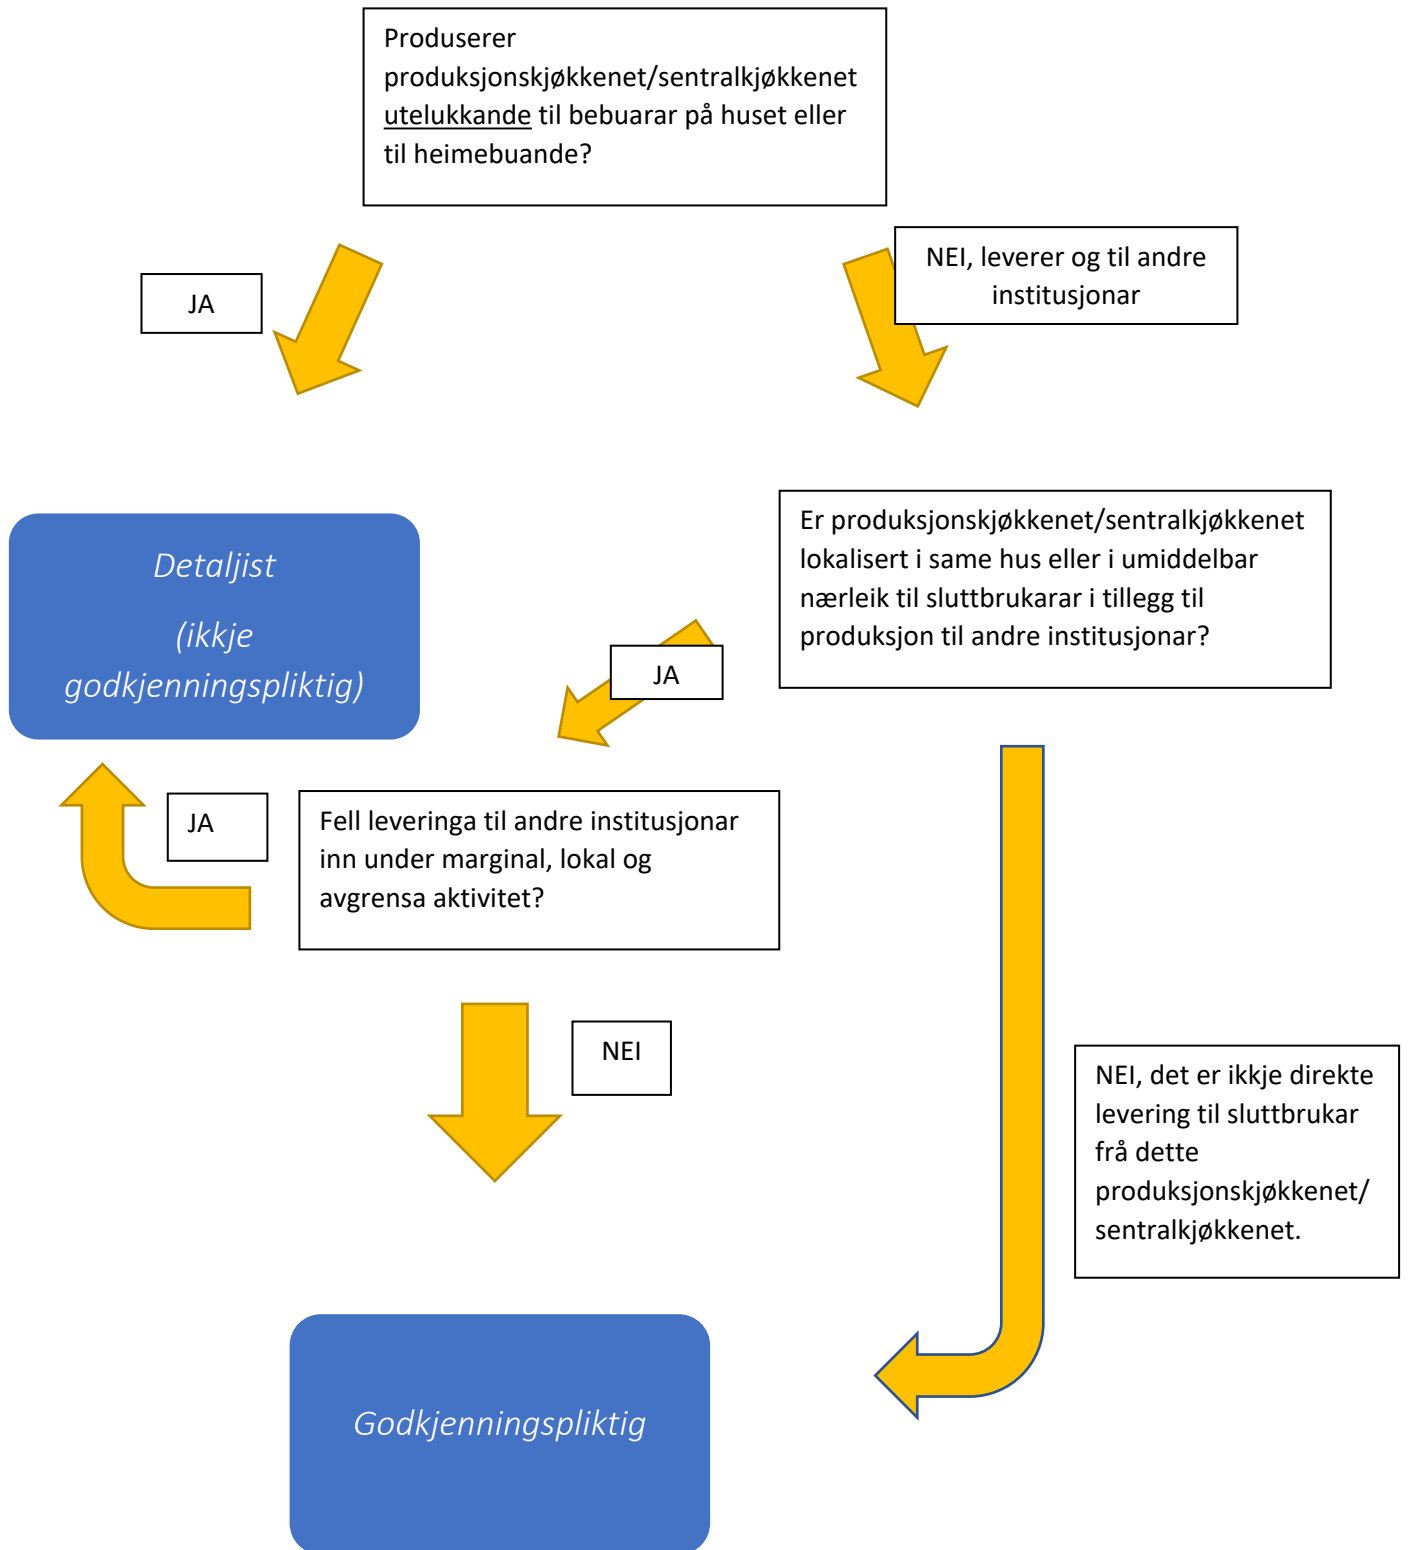 Produserer
produksjonskjøkkenet/sentralkjøkkenet
utelukkande til bebuarar på huset eller
til heimebuande?
JA
NEI, leverer og til andre
institusjonar
Detaljist
(ikkje
godkjenningspliktig)
Er produksjonskjøkkenet/sentralkjøkkenet
lokalisert i same hus eller i umiddelbar
nærleik til sluttbrukarar i tillegg til
produksjon til andre institusjonar?
JA
JA
Fell leveringa til andre institusjonar
inn under marginal, lokal og
avgrensa aktivitet?
NEI
NEI, det er ikkje direkte
levering til sluttbrukar
frå dette
produksjonskjøkkenet/
sentralkjøkkenet.
Godkjenningspliktig